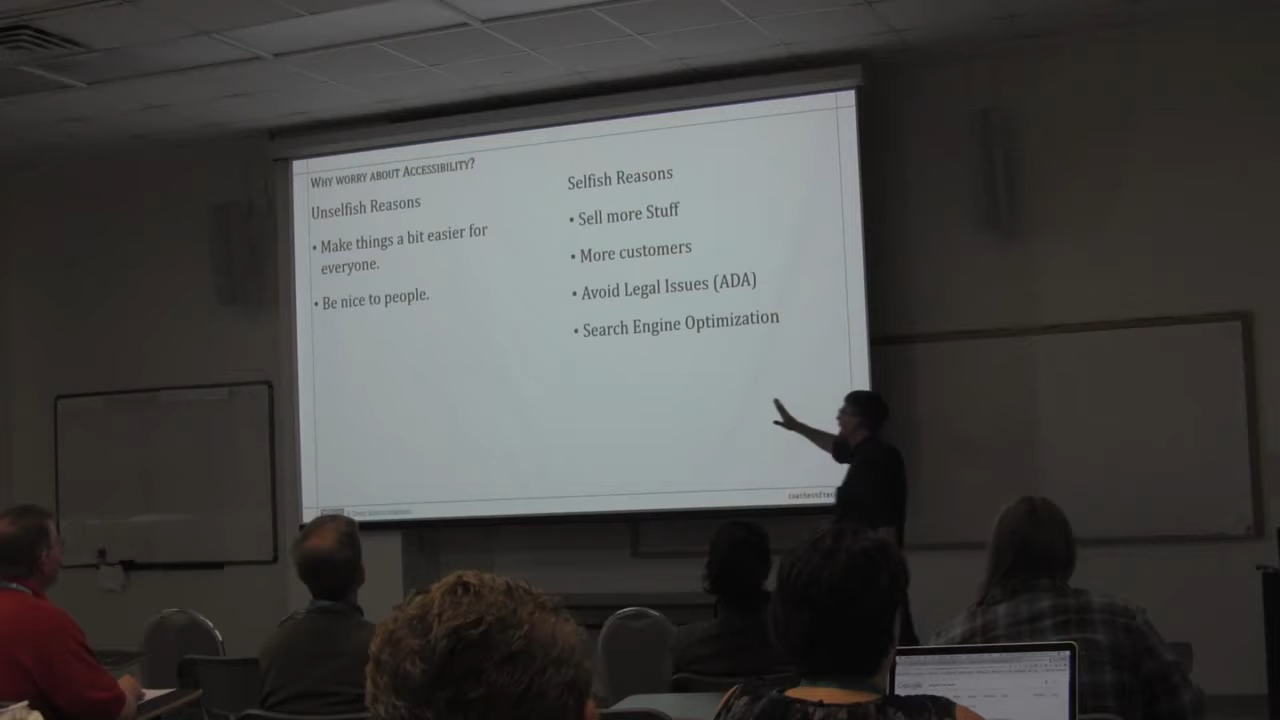 Why worry about Accessibility?
Unselfish Reasons
• Make things a bit easier for
everyone.
• Be nice to people.
Selfish Reasons
• Sell more Stuff
• More customers
• Avoid Legal Issues (ADA)
• Search Engine Optimization